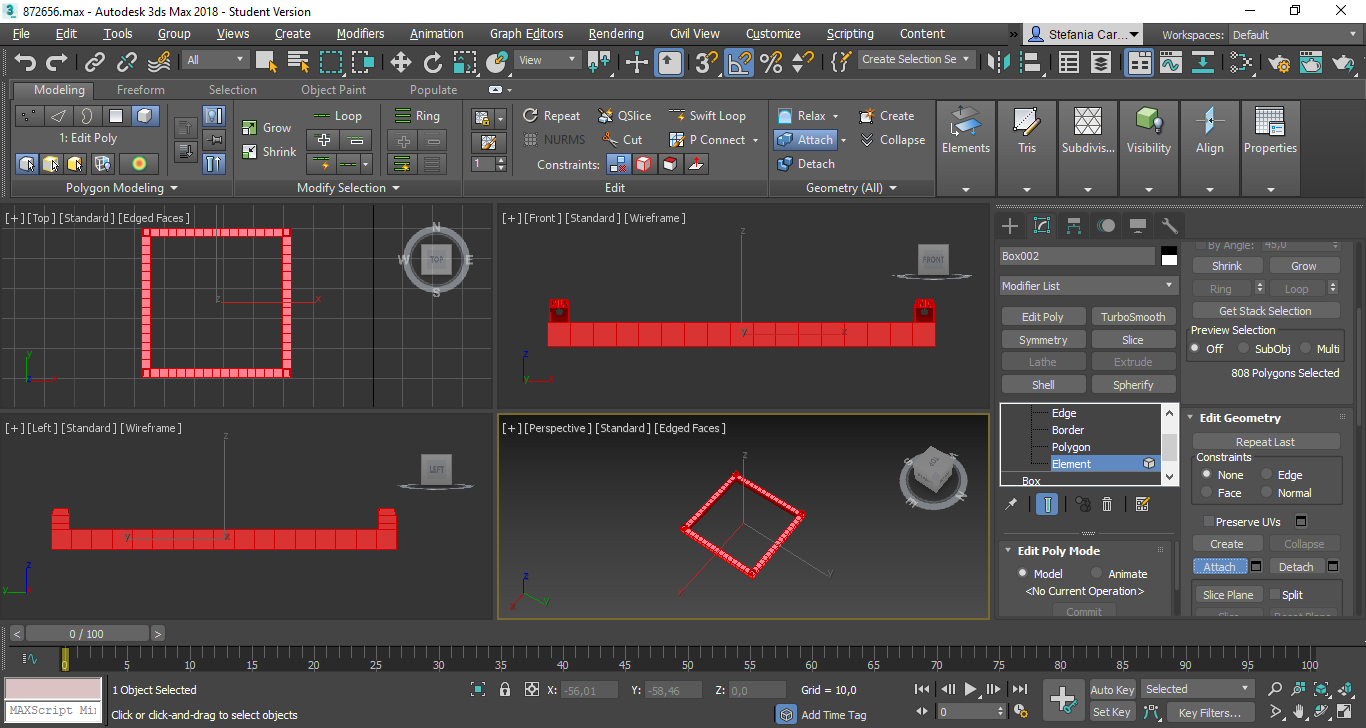 872656.max - Autodesk 3ds Max 2018 - Student Version
File Edit Tools Group Views Create Modifiers Animation Graph Editors Rendering Civil View Customize Scripting Content » Stefania Car... Workspaces: Default
All View Create Selection Se
Modeling Freeform Selection Object Paint Populate
Loop Ring Repeat QSlice Swift Loop Relax Create
1: Edit Poly Grow NURMS Cut P Connect Attach Collapse Elements Tris Subdivis... Visibility Align Properties
Shrink 1 Constraints: Detach
Polygon Modeling Modify Selection Edit Geometry (All)
[+] [Top] [Standard] [Edged Faces]
N W TOP E S
z x
y z x
[+] [Front] [Standard] [Wireframe]
FRONT
z y x
z y x
[+] [Left] [Standard] [Wireframe]
LEFT
z y x
z y
[+] [Perspective] [Standard] [Edged Faces]
z y x
z y x
Box002
Modifier List
Edit Poly TurboSmooth
Symmetry Slice
Lathe Extrude
Shell Spherify
Edge
Border
Polygon
Element
Box
Edit Poly Mode
Model Animate
<No Current Operation>
Commit
By Angle: 45,0
Shrink Grow
Ring Loop
Get Stack Selection
Preview Selection
Off SubObj Multi
808 Polygons Selected
Edit Geometry
Repeat Last
Constraints
None Edge
Face Normal
Preserve UVs
Create Collapse
Attach Detach
Slice Plane Split
< 0 / 100 >
0 5 10 15 20 25 30 35 40 45 50 55 60 65 70 75 80 85 90 95 100
1 Object Selected X: -56,01 Y: -58,46 Z: 0,0 Grid = 10,0 Auto Key Selected
MAXScript Mi Click or click-and-drag to select objects Add Time Tag 0 Set Key Key Filters...